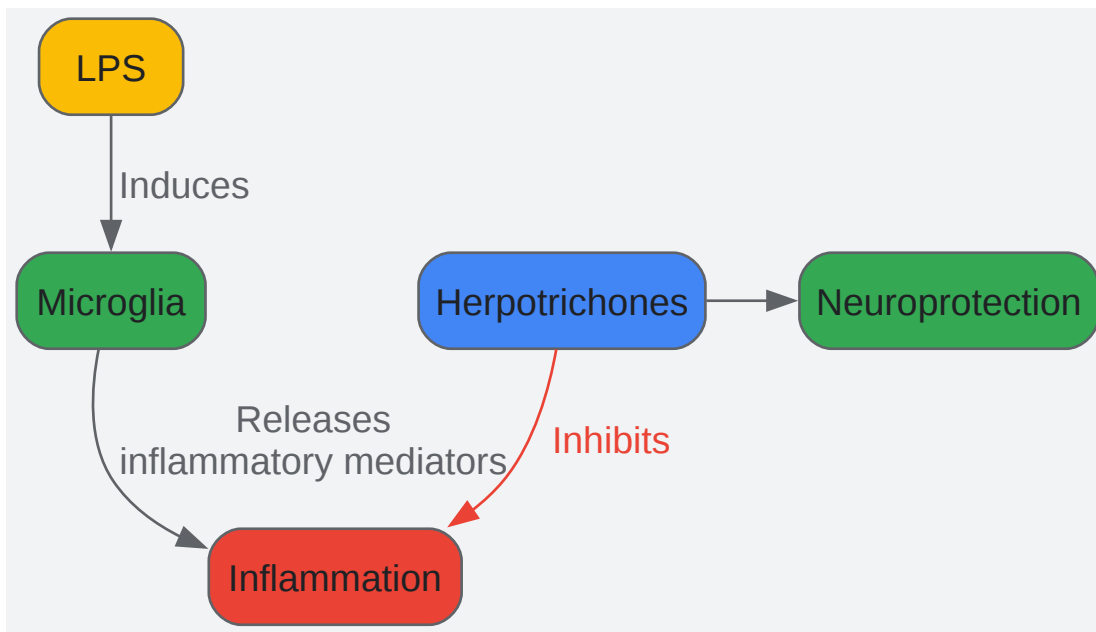 LPS
Induces
Microglia
Herpotrichones
Neuroprotection
Releases
inflammatory mediators
Inhibits
Inflammation